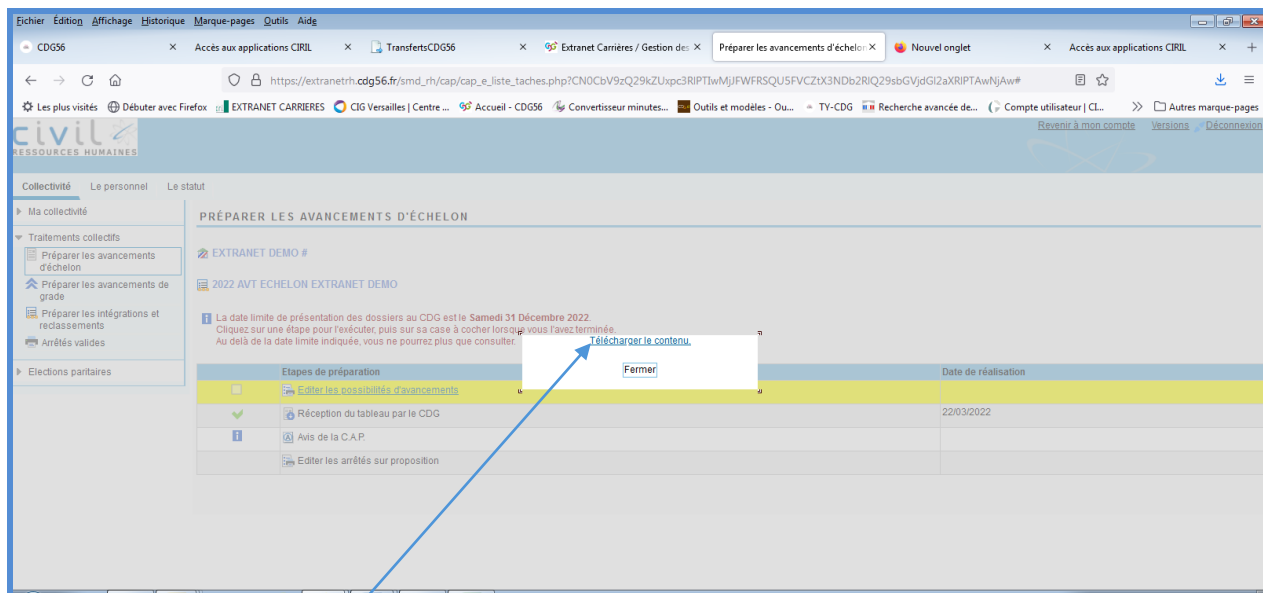 Fichier Édition Affichage Historique Marque-pages Outils Aide
CDG56 × Accès aux applications CIRIL × TransfertsCDG56 × Extranet Carrières / Gestion des × Préparer les avancements d'échelon × Nouvel onglet × Accès aux applications CIRIL × +
https://extranetrh.cdg56.fr/smd_rh/cap/cap_e_liste_taches.php?
Les plus visités Débuter avec Firefox EXTRANET CARRIERES CIG Versailles | Centre ... Accueil - CDG56 Convertisseur minutes... Outils et modèles - Ou... TY-CDG Recherche avancée de... Compte utilisateur | CI... Autres marque-pages
civil
RESSOURCES HUMAINES
Revenir à mon compte Versions Déconnexion
Collectivité Le personnel Le statut
Ma collectivité
Traitements collectifs
Préparer les avancements
d'échelon
Préparer les avancements de
grade
Préparer les intégrations et
reclassements
Arrêtés valides
Elections paritaires
PRÉPARER LES AVANCEMENTS D'ÉCHELON
EXTRANET DEMO #
2022 AVT ECHELON EXTRANET DEMO
La date limite de présentation des dossiers au CDG est le Samedi 31 Décembre 2022.
Cliquez sur une étape pour l'exécuter, puis sur sa case à cocher lorsque vous l'avez terminée.
Au delà de la date limite indiquée, vous ne pourrez plus que consulter.
Télécharger le contenu.
Fermer
Etapes de préparation Date de réalisation
Editer les possibilités d'avancements
Réception du tableau par le CDG 22/03/2022
Avis de la C.A.P.
Editer les arrêtés sur proposition